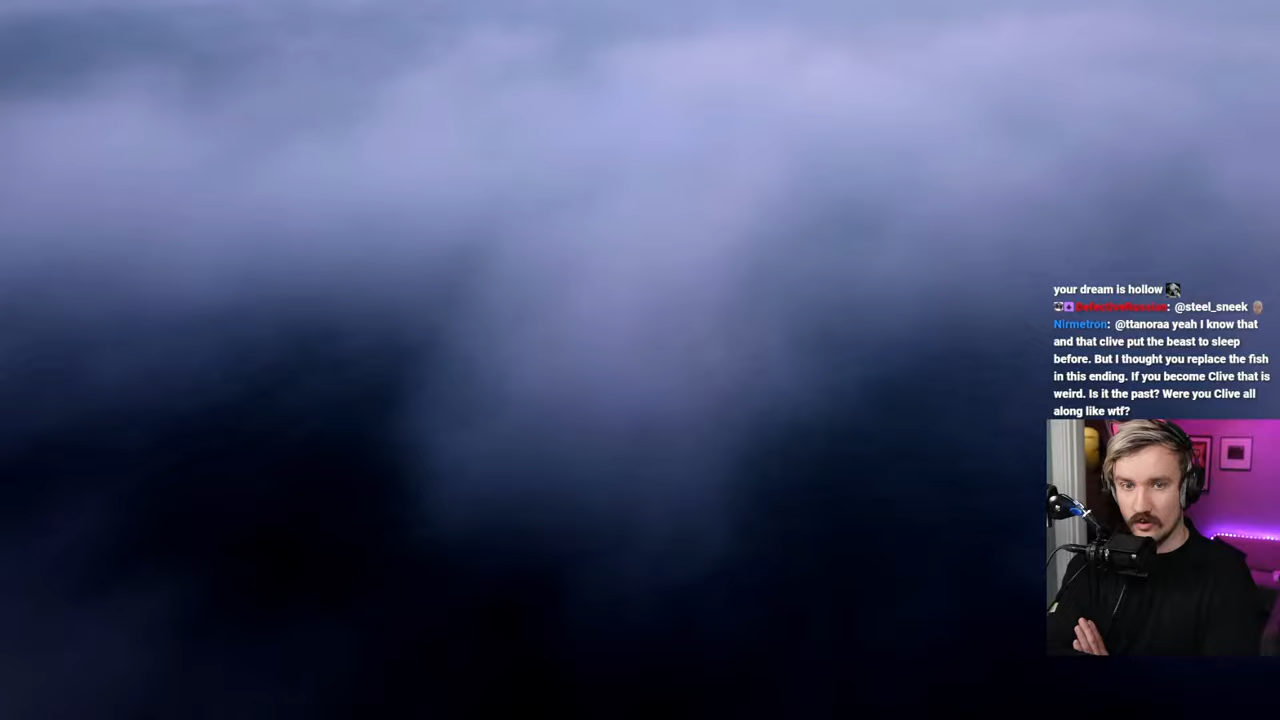 your dream is hollow
DefectiveRussian: @steel_sneek
Nirmetron: @ttanoraa yeah I know that
and that clive put the beast to sleep
before. But I thought you replace the fish
in this ending. If you become Clive that is
weird. Is it the past? Were you Clive all
along like wtf?